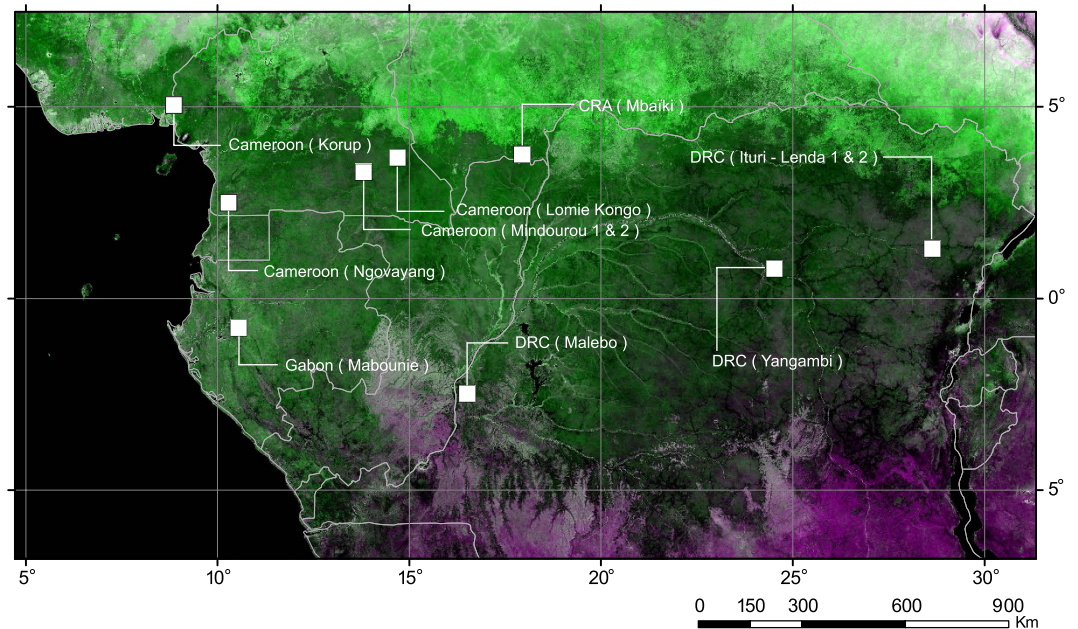 CRA ( Mbaïki )
5°
Cameroon ( Korup )
DRC ( Ituri - Lenda 1 & 2 )
Cameroon ( Lomie Kongo )
Cameroon ( Mindourou 1 & 2 )
Cameroon ( Ngovayang )
0°
DRC ( Malebo )
DRC ( Yangambi )
Gabon ( Mabounie )
5°
5° 10° 15° 20° 25° 30°
0 150 300 600 900
Km